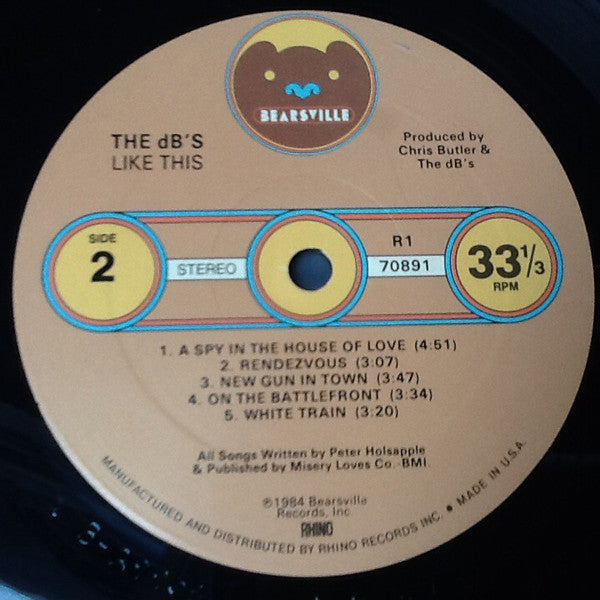 BEARSVILLE
THE dB'S
LIKE THIS
Produced by
Chris Butler &
The dB's
SIDE
2
STEREO
R1
70891
33 1/3
RPM
1. A SPY IN THE HOUSE OF LOVE (4:51)
2. RENDEZVOUS (3:07)
3. NEW GUN IN TOWN (3:47)
4. ON THE BATTLEFRONT (3:34)
5. WHITE TRAIN (3:20)
All Songs Written by Peter Holsapple
& Published by Misery Loves Co. BMI
℗1984 Bearsville
Records, Inc.
RHINO
MANUFACTURED AND DISTRIBUTED BY RHINO RECORDS INC. • MADE IN U.S.A.